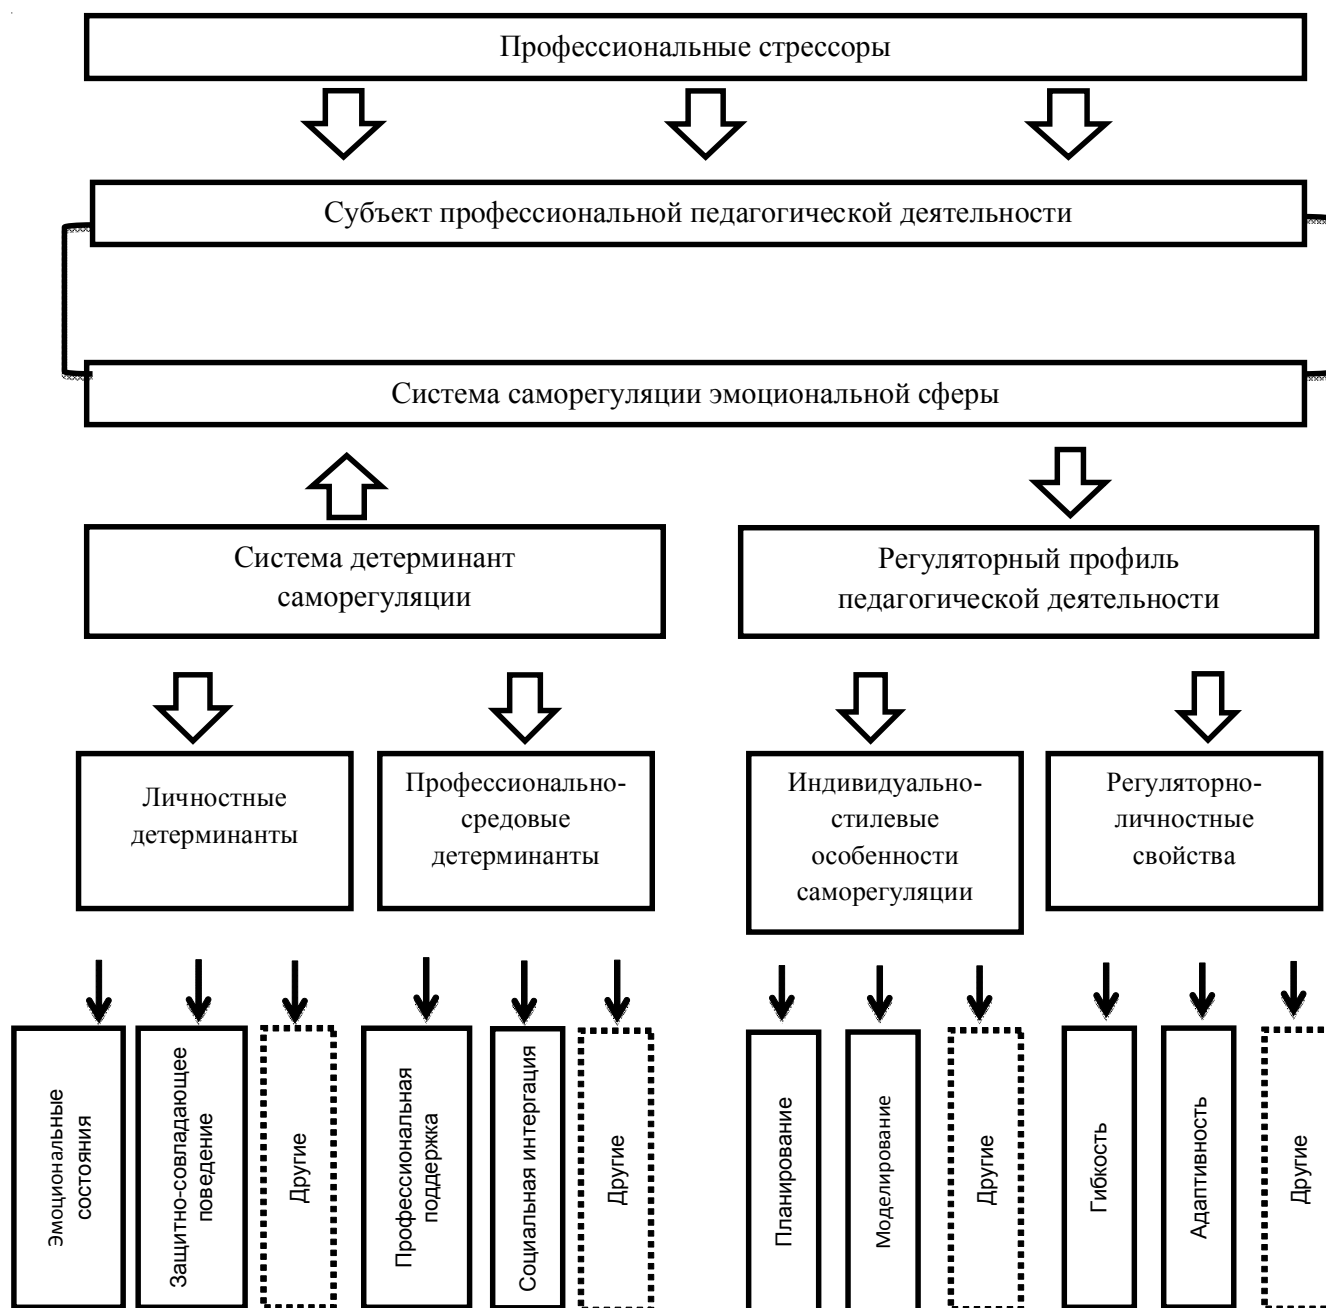 Профессиональные стрессоры
Субъект профессиональной педагогической деятельности
Система саморегуляции эмоциональной сферы
Система детерминант
саморегуляции
Регуляторный профиль
педагогической деятельности
Личностные
детерминанты
Профессионально-
средовые
детерминанты
Индивидуально-
стилевые
особенности
саморегуляции
Регуляторно-
личностные
свойства
Эмоциональные
состояния
Защитно-совладающее
поведение
Другие
Профессиональная
поддержка
Социальная интергация
Другие
Планирование
Моделирование
Другие
Гибкость
Адаптивность
Другие